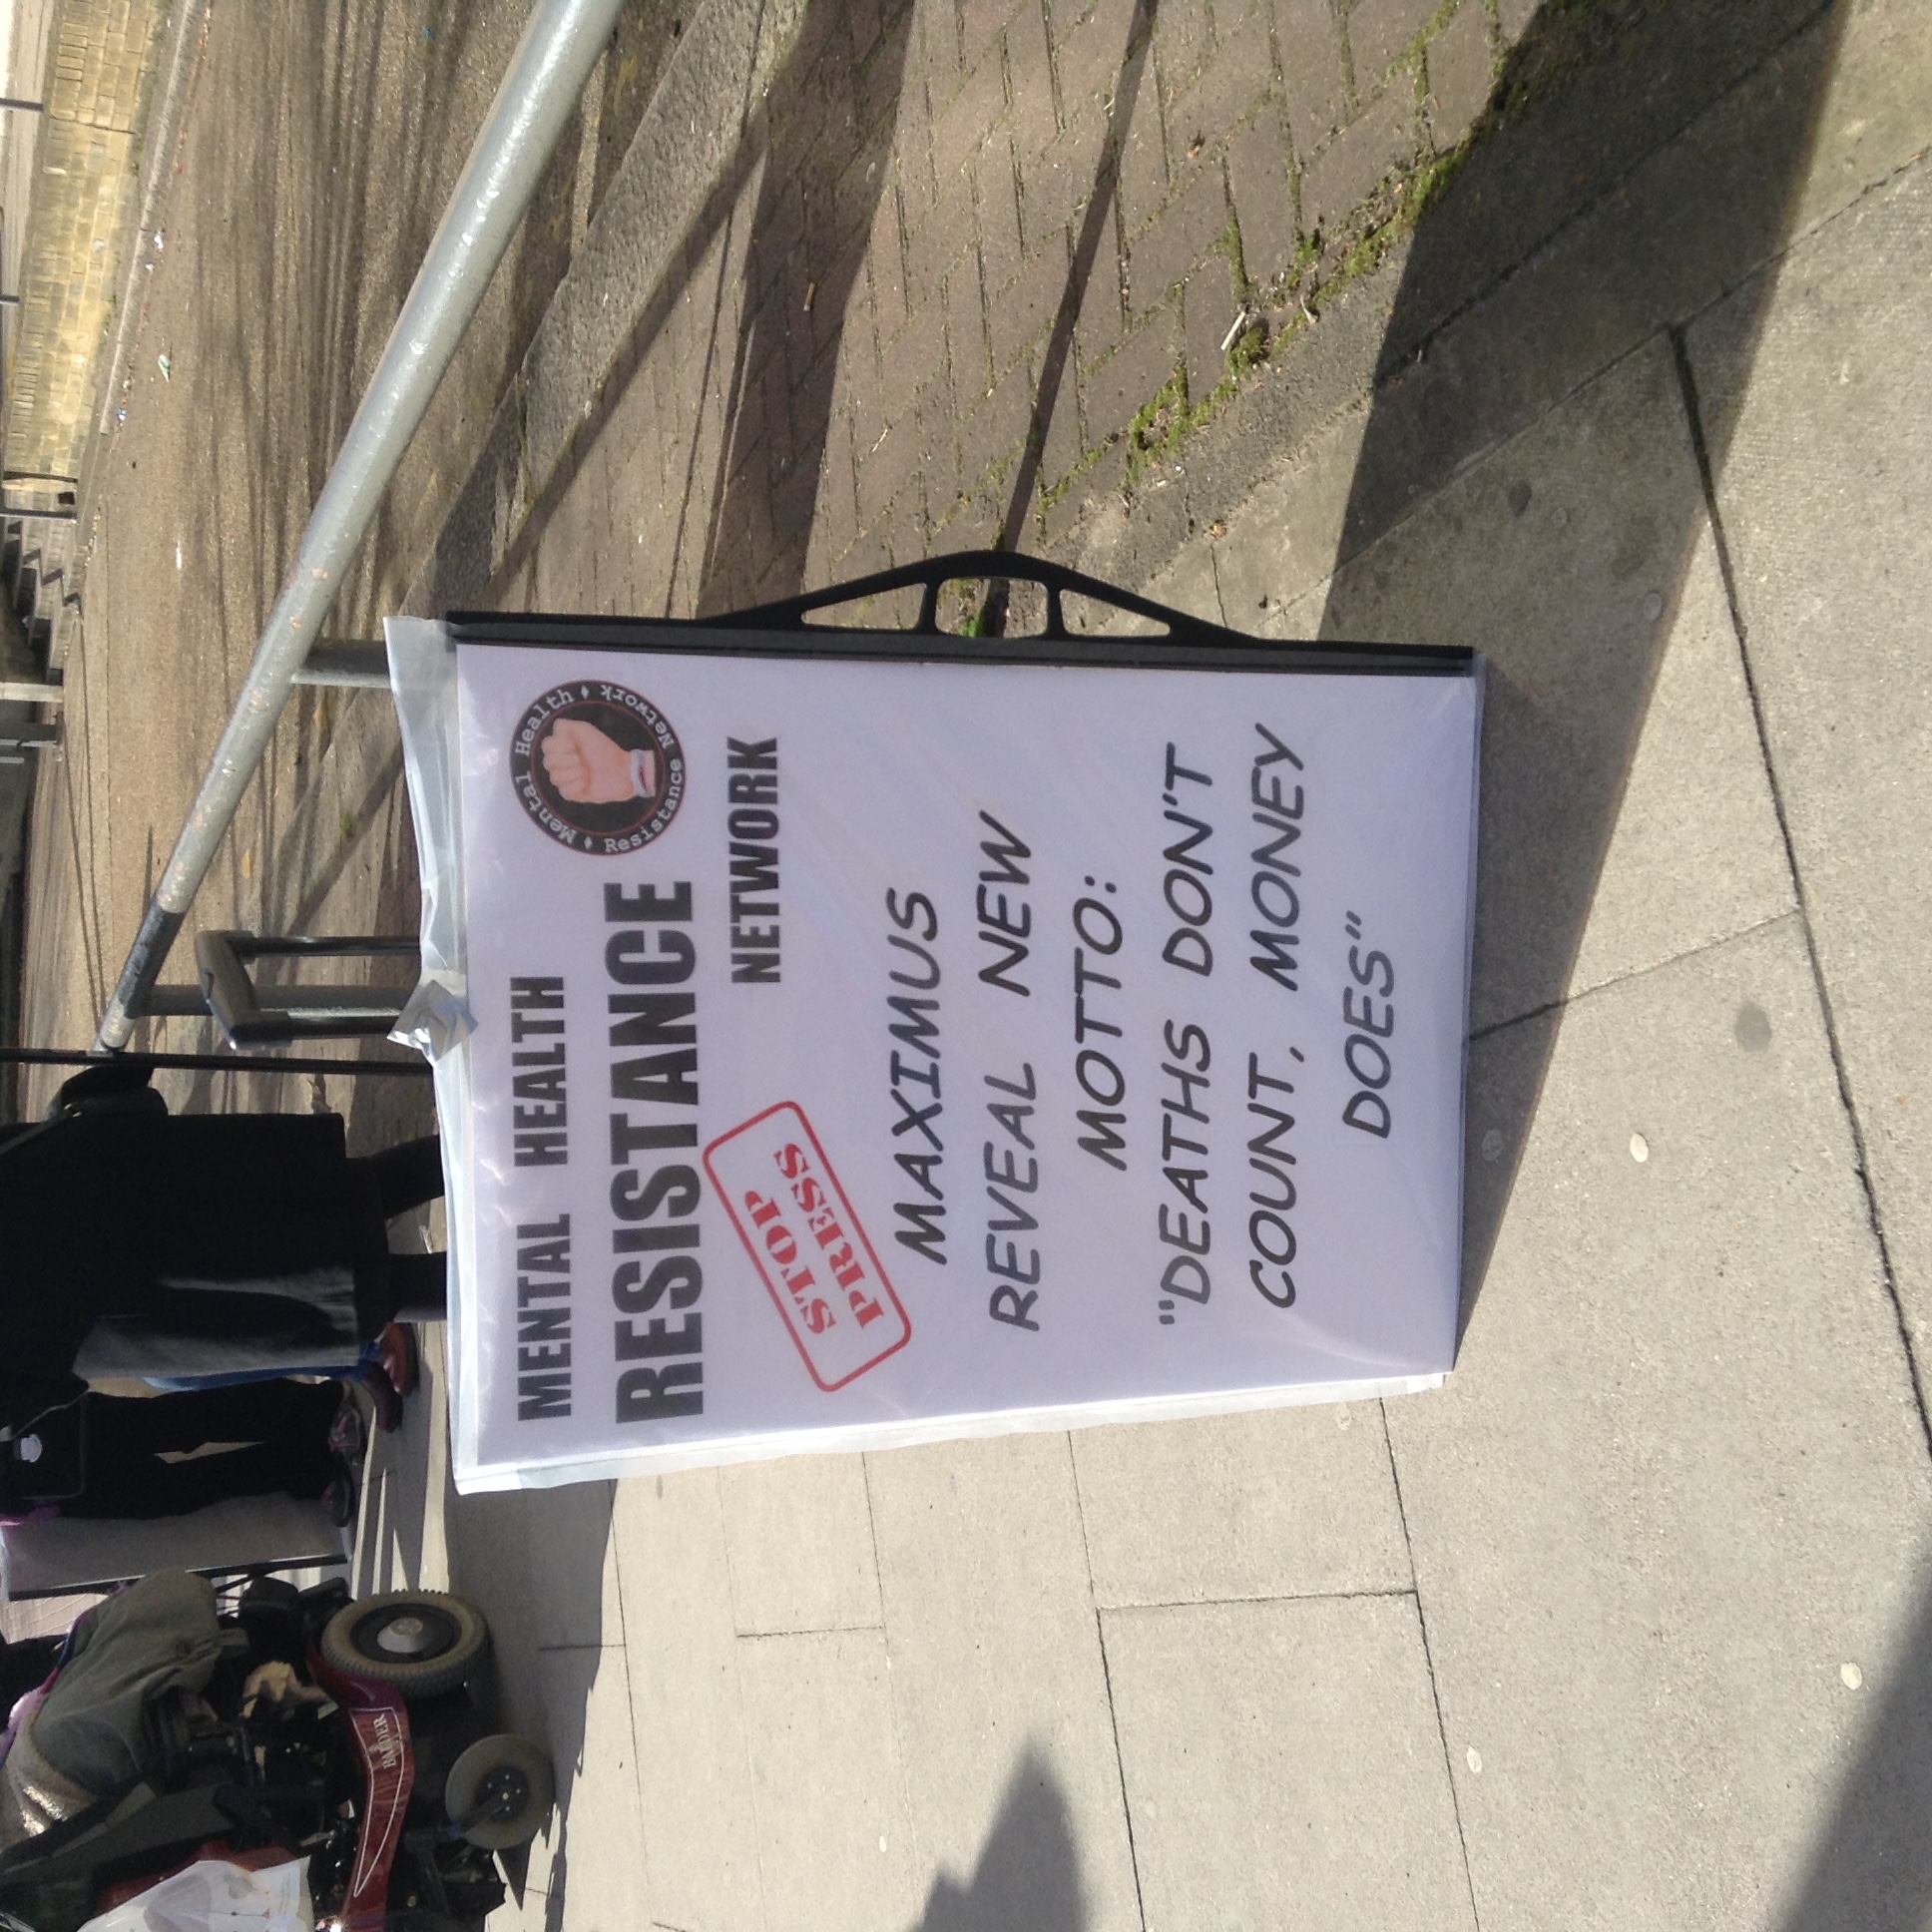 MENTAL HEALTH
RESISTANCE
NETWORK
Mental Health
Resistance Network
STOP
PRESS
MAXIMUS
REVEAL NEW
MOTTO:
"DEATHS DON'T
COUNT, MONEY
DOES"